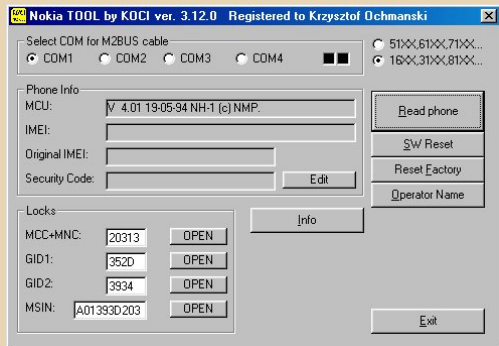 Nokia TOOL by KOCI ver. 3.12.0 Registered to Krzysztof Ochmanski
Select COM for M2BUS cable
COM1 COM2 COM3 COM4
51XX,61XX,71XX...
16XX,31XX,81XX...
Phone Info
MCU: V 4.01 19-05-94 NH-1 (c) NMP.
IMEI:
Original IMEI:
Security Code: Edit
Read phone
SW Reset
Reset Factory
Operator Name
Locks
MCC+MNC: 20313 OPEN
GID1: 352D OPEN
GID2: 3934 OPEN
MSIN: A01393D203 OPEN
Info
Exit